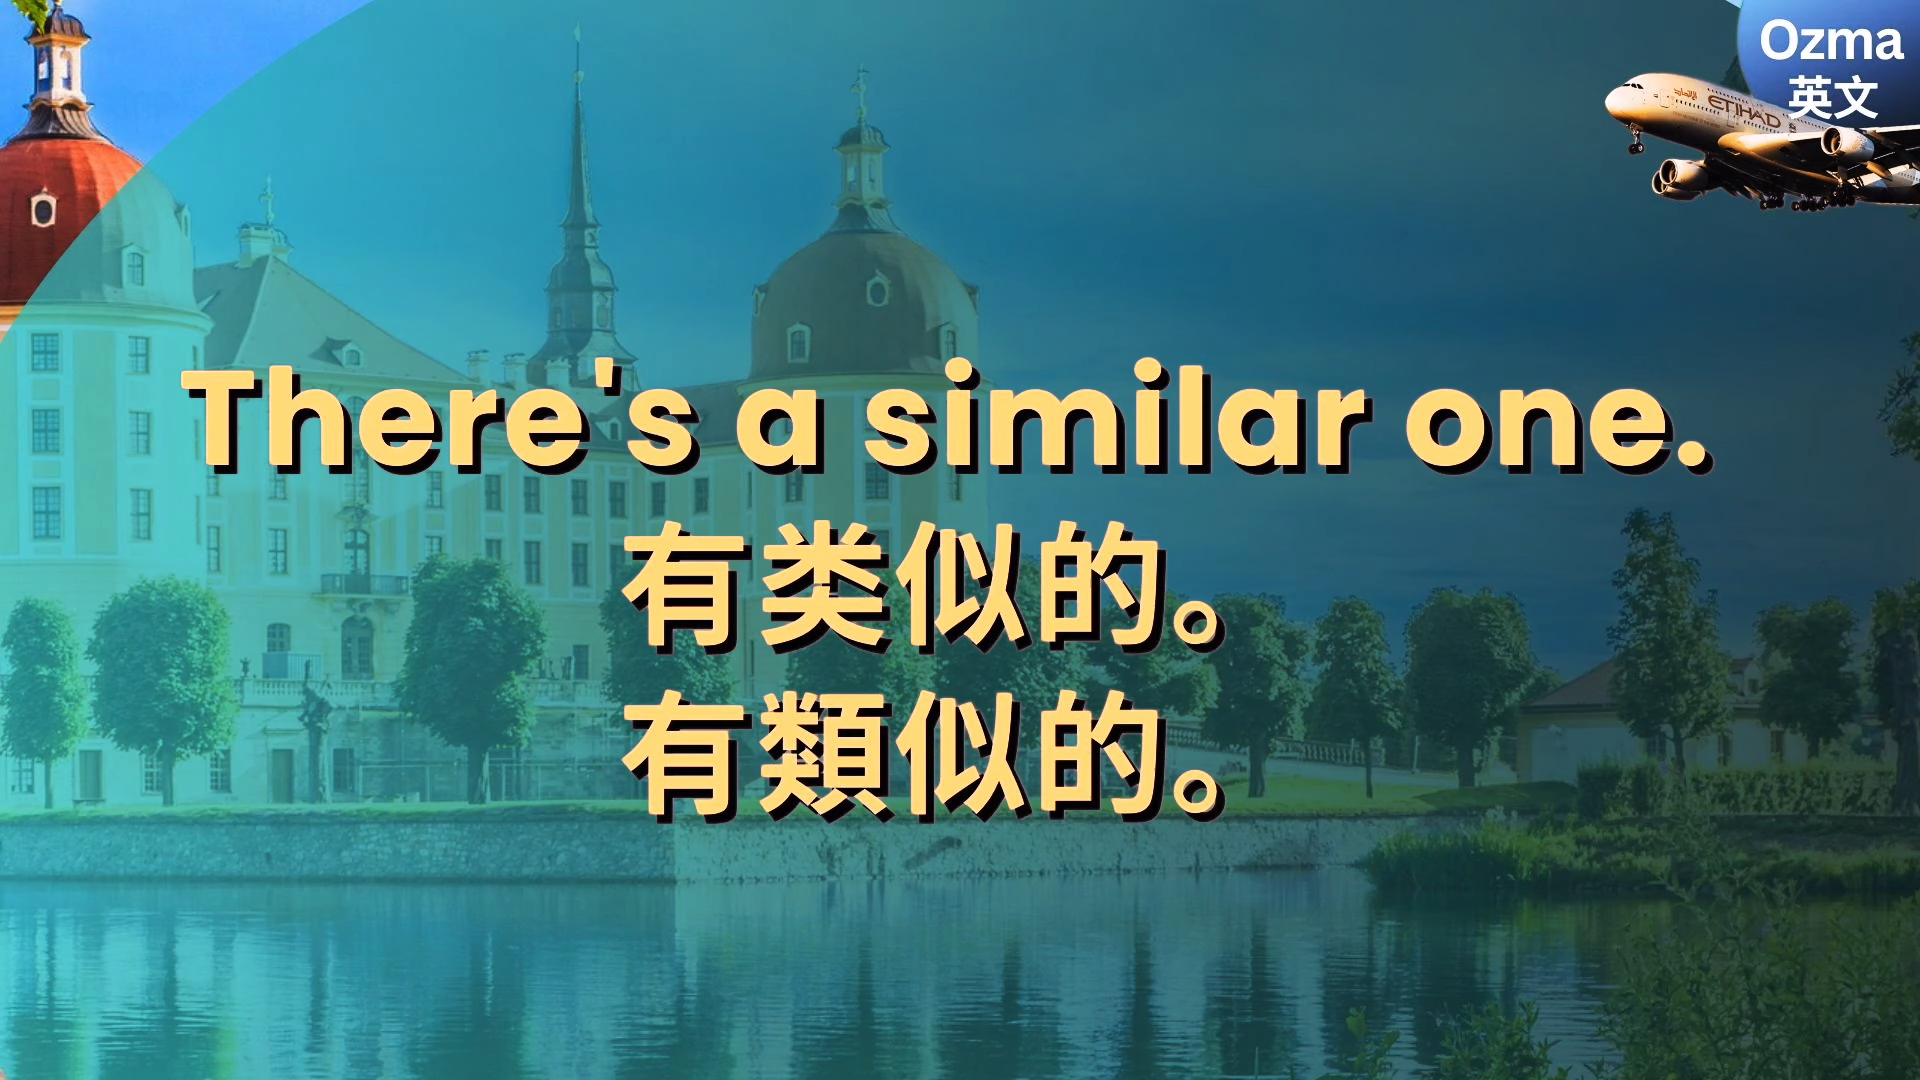 Ozma
英文
ETIHAD
There's a similar one.
有类似的。
有類似的。